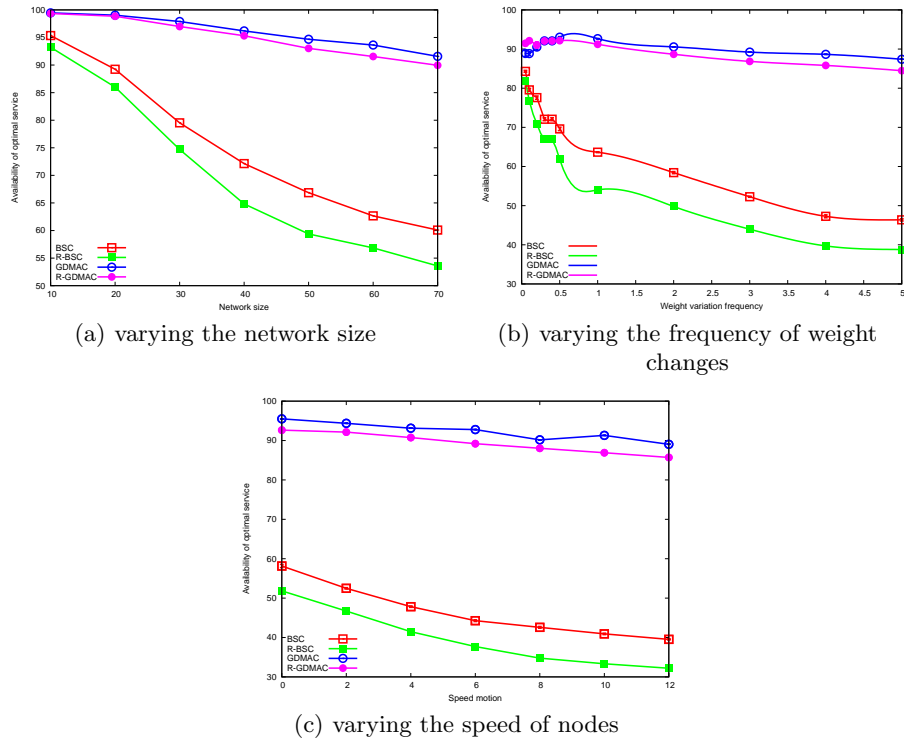 100
95
90
85
80
75
70
65
60
55
50
Availability of optimal service
BSC
R-BSC
GDMAC
R-GDMAC
10 20 30 40 50 60 70
Network size
(a) varying the network size
100
90
80
70
60
50
40
30
Availability of optimal service
BSC
R-BSC
GDMAC
R-GDMAC
0 0.5 1 1.5 2 2.5 3 3.5 4 4.5 5
Weight variation frequency
(b) varying the frequency of weight
changes
100
90
80
70
60
50
40
30
Availability of optimal service
BSC
R-BSC
GDMAC
R-GDMAC
0 2 4 6 8 10 12
Speed motion
(c) varying the speed of nodes